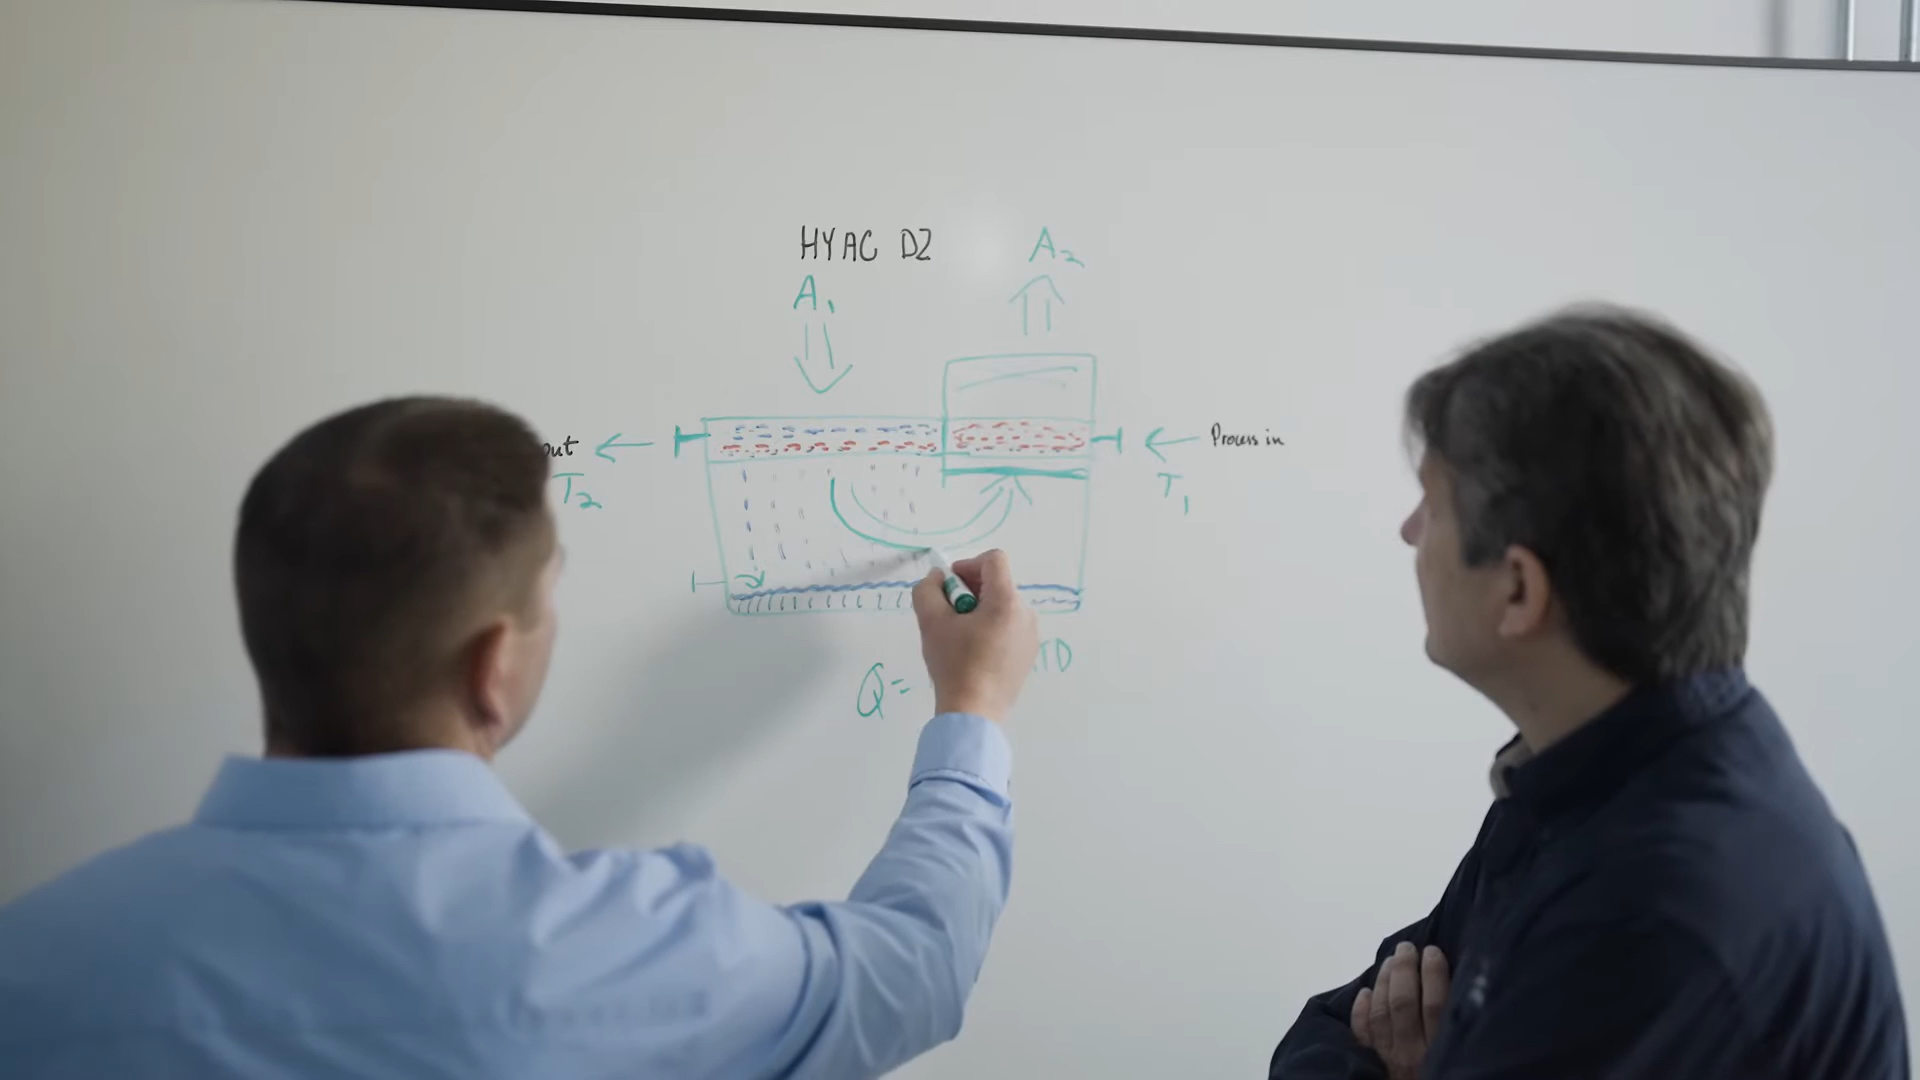 HYAC DZ
A2
A1
out
Process in
T2
T1
Q=
TD